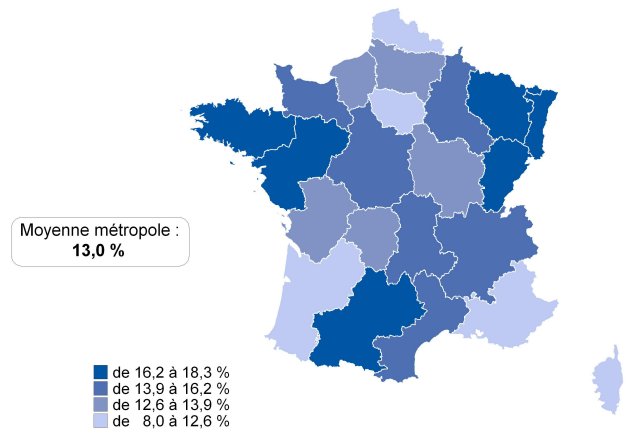 Moyenne métropole :
13,0 %
de 16,2 à 18,3 %
de 13,9 à 16,2 %
de 12,6 à 13,9 %
de 8,0 à 12,6 %